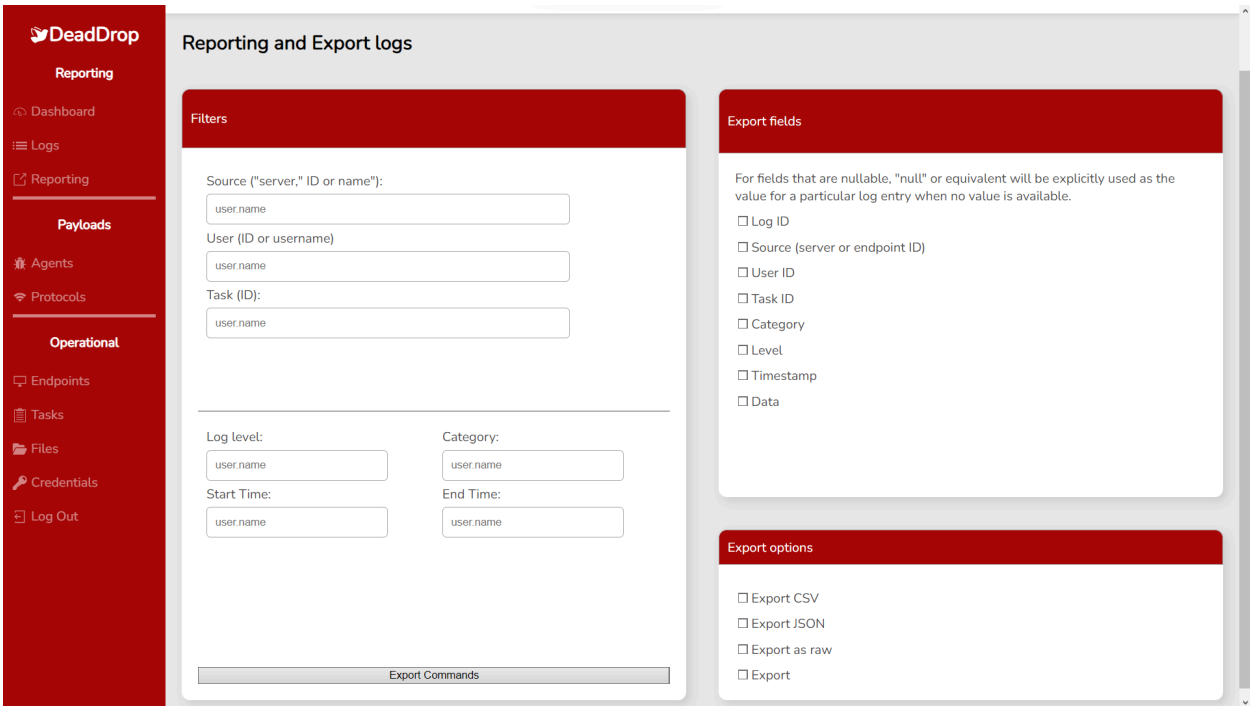 DeadDrop
Reporting
Dashboard
Logs
Reporting
Payloads
Agents
Protocols
Operational
Endpoints
Tasks
Files
Credentials
Log Out
Reporting and Export logs
Filters
Source ("server," ID or name"):
user.name
User (ID or username)
user.name
Task (ID):
user.name
Log level:
user.name
Category:
user.name
Start Time:
user.name
End Time:
user.name
Export Commands
Export fields
For fields that are nullable, "null" or equivalent will be explicitly used as the
value for a particular log entry when no value is available.
Log ID
Source (server or endpoint ID)
User ID
Task ID
Category
Level
Timestamp
Data
Export options
Export CSV
Export JSON
Export as raw
Export